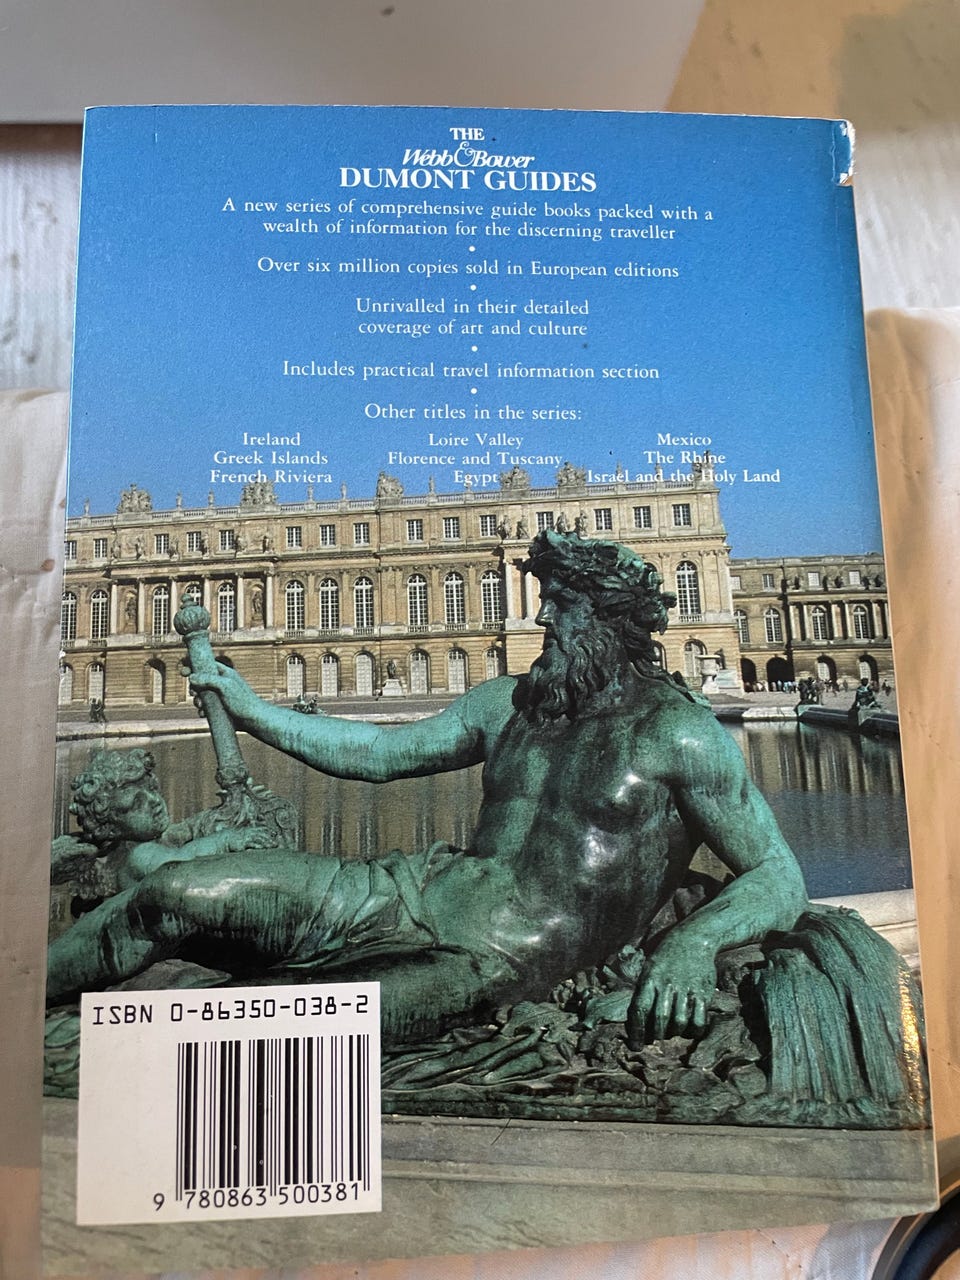 THE
Webb & Bower
DUMONT GUIDES
A new series of comprehensive guide books packed with a
wealth of information for the discerning traveller
•
Over six million copies sold in European editions
•
Unrivalled in their detailed
coverage of art and culture
•
Includes practical travel information section
•
Other titles in the series:
Ireland Loire Valley Mexico
Greek Islands Florence and Tuscany The Rhine
French Riviera Egypt Israel and the Holy Land
ISBN 0-86350-038-2
9 780863 500381